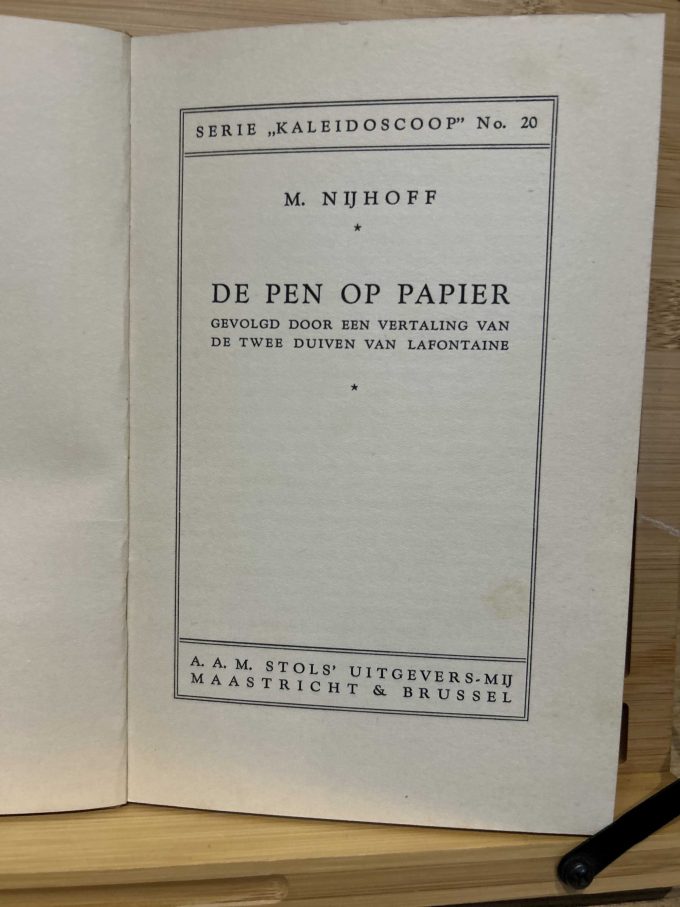 SERIE „KALEIDOSCOOP” No. 20
M. NIJHOFF
*
DE PEN OP PAPIER
GEVOLGD DOOR EEN VERTALING VAN
DE TWEE DUIVEN VAN LAFONTAINE
*
A. A. M. STOLS' UITGEVERS-MIJ
MAASTRICHT & BRUSSEL